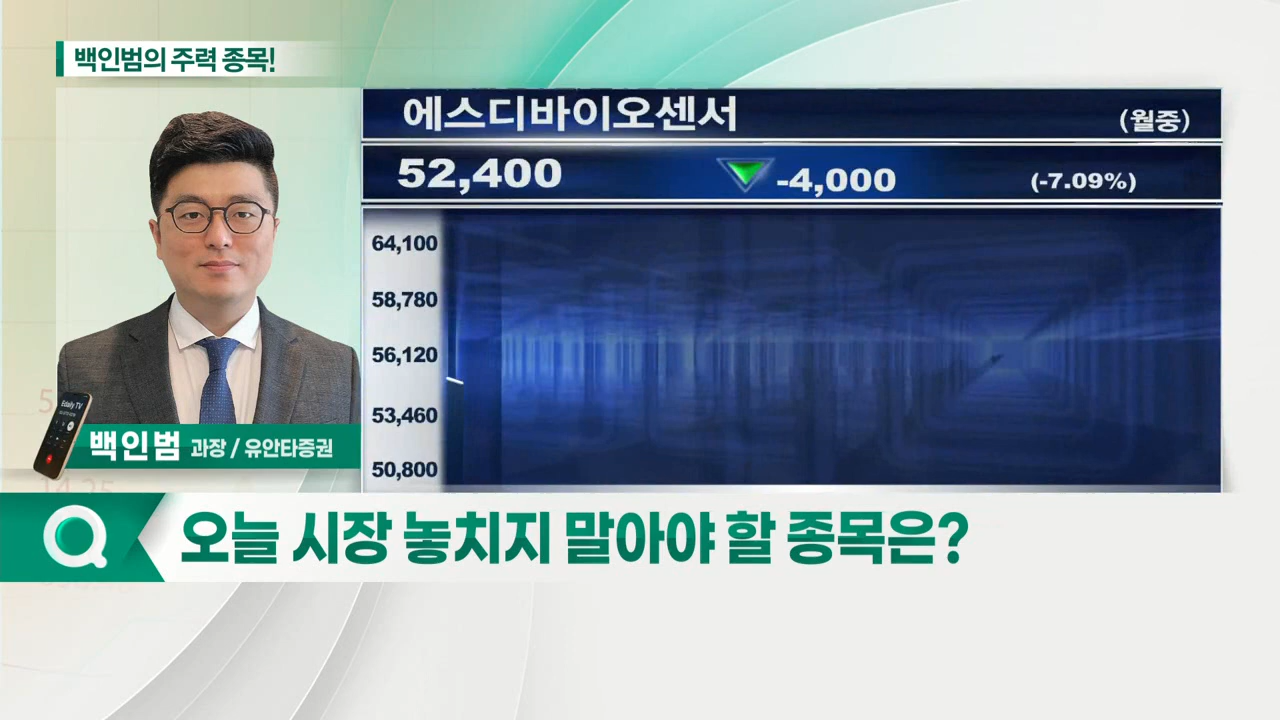 백인범의 주력 종목!
에스디바이오센서
(월중)
52,400
-4,000
(-7.09%)
64,100
58,780
56,120
53,460
50,800
Edaily TV
백인범 과장 / 유안타증권
오늘 시장 놓치지 말아야 할 종목은?